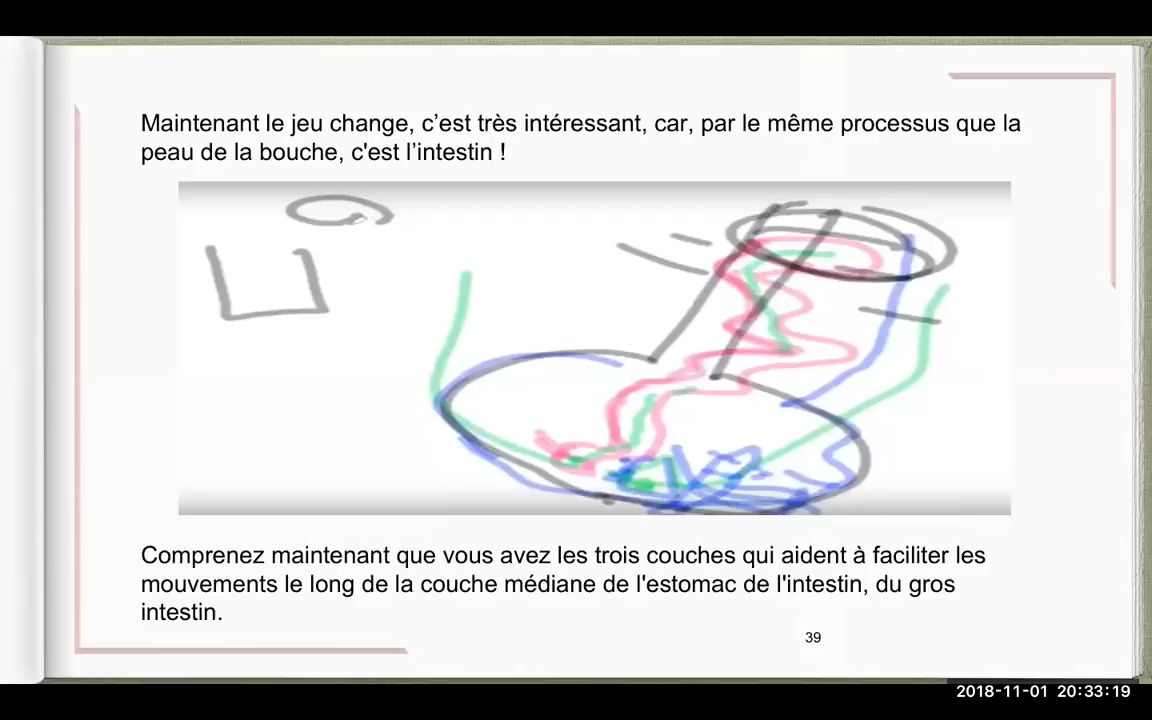 Maintenant le jeu change, c’est très intéressant, car, par le même processus que la
peau de la bouche, c'est l’intestin !
Comprenez maintenant que vous avez les trois couches qui aident à faciliter les
mouvements le long de la couche médiane de l'estomac de l'intestin, du gros
intestin.
39
2018-11-01 20:33:19